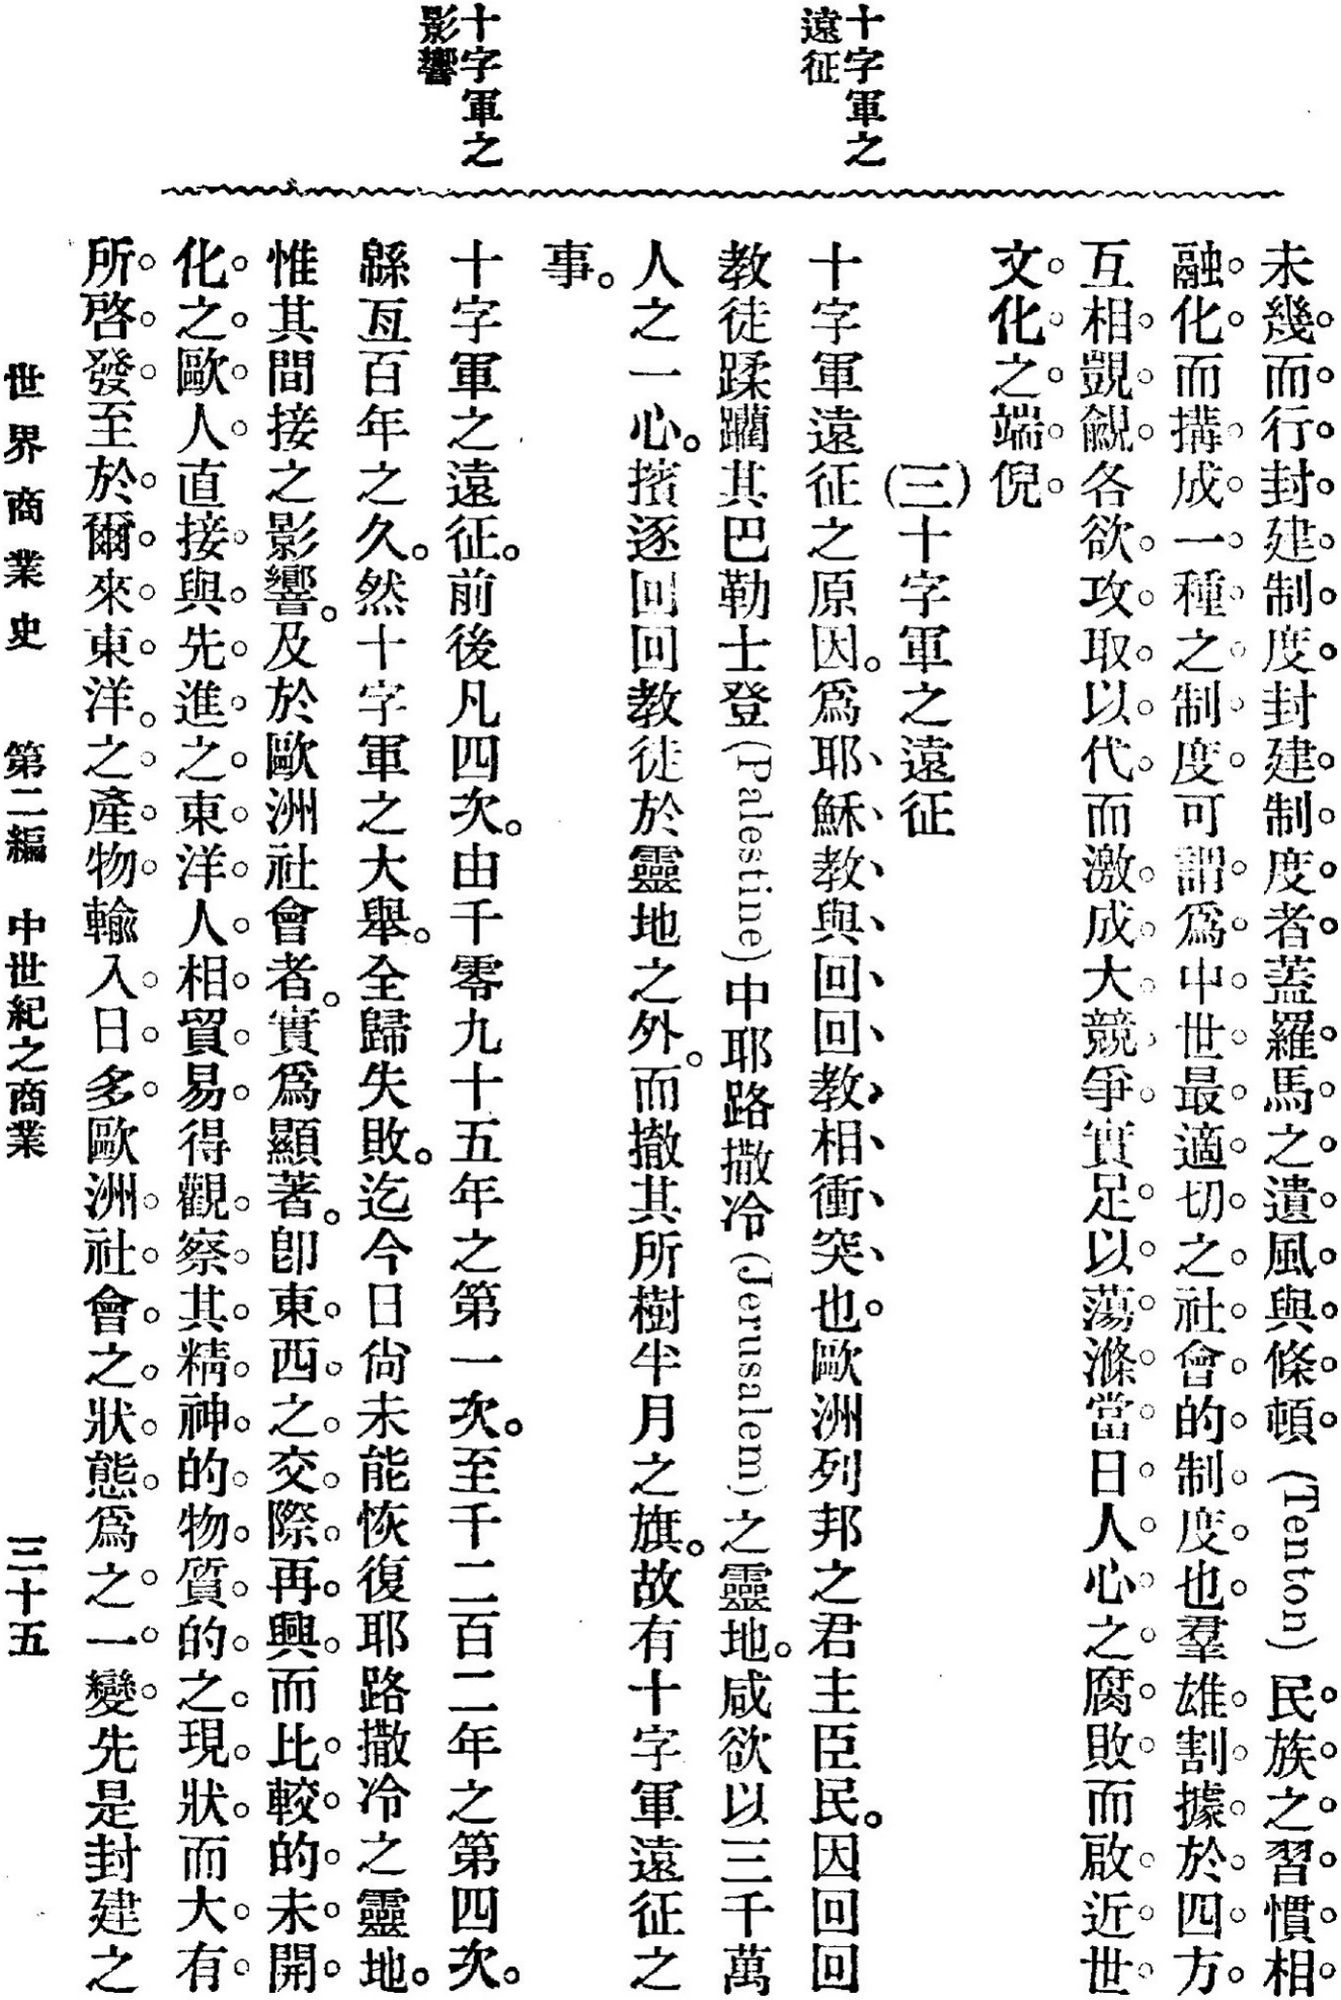 十字軍之
遠征
十字軍之
影響
未幾而行封建制度封建制度者蓋羅馬之遺風與條頓(Tenton)民族之習慣相
融化而搆成一種之制度可謂爲中世最適切之社會的制度也羣雄割據於四方
互相覬覦各欲攻取以代而激成大競爭實足以蕩滌當日人心之腐敗而啟近世
文化之端倪
(三)十字軍之遠征
十字軍遠征之原因。爲耶穌教與回回教相衝突也。歐洲列邦之君主臣民。因回回
教徒蹂躪其巴勒士登(Palestine)中耶路撒冷(Jerusalem)之靈地。咸欲以三千萬
人之一心。擯逐回回教徒於靈地之外。而撤其所樹半月之旗。故有十字軍遠征之
事。
十字軍之遠征。前後凡四次。由千零九十五年之第一次。至千二百二年之第四次。
緜亙百年之久。然十字軍之大舉。全歸失敗。迄今日尙未能恢復耶路撒冷之靈地。
惟其間接之影響。及於歐洲社會者。實爲顯著。卽東西之交際再興而比較的未開
化之歐人直接與先進之東洋人相貿易得觀察其精神的物質的之現狀而大有
所啓發至於爾來東洋。之產物輸入日多歐洲社會之狀態爲之一變先是封建之
世界商業史 第二編 中世紀之商業 三十五